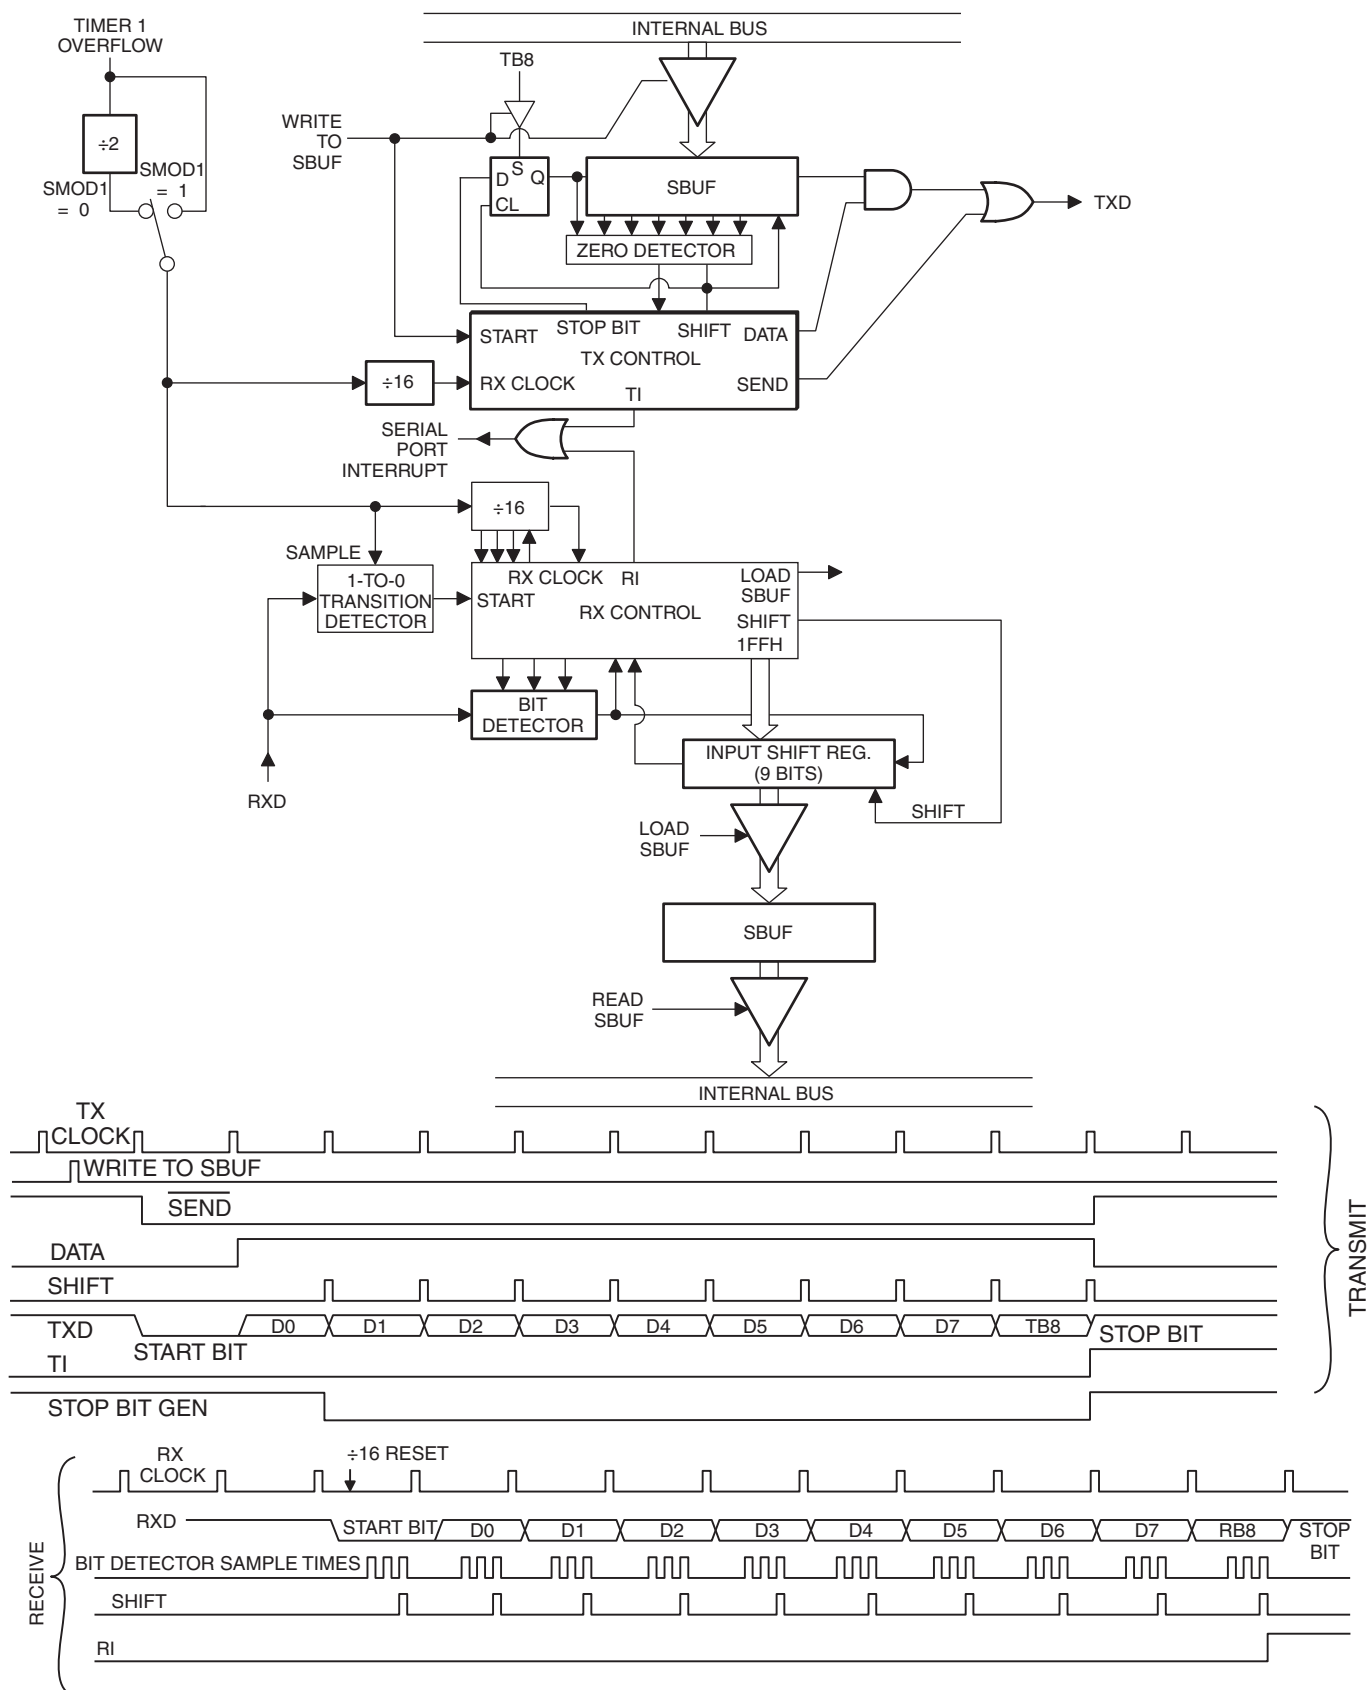 TIMER 1
OVERFLOW
INTERNAL BUS
TB8
WRITE
TO
SBUF
÷2
SMOD1
= 1
SMOD1
= 0
S
D
Q
CL
SBUF
TXD
ZERO DETECTOR
STOP BIT
SHIFT
DATA
START
TX CONTROL
÷16
RX CLOCK
SEND
TI
SERIAL
PORT
INTERRUPT
÷16
SAMPLE
1-TO-0
TRANSITION
DETECTOR
RX CLOCK
RI
LOAD
SBUF
START
RX CONTROL
SHIFT
1FFH
BIT
DETECTOR
INPUT SHIFT REG.
(9 BITS)
RXD
SHIFT
LOAD
SBUF
SBUF
READ
SBUF
INTERNAL BUS
TX
CLOCK
WRITE TO SBUF
SEND
DATA
SHIFT
TXD
START BIT
D0
D1
D2
D3
D4
D5
D6
D7
TB8
STOP BIT
TI
STOP BIT GEN
TRANSMIT
RX
CLOCK
÷16 RESET
RXD
START BIT
D0
D1
D2
D3
D4
D5
D6
D7
RB8
STOP
BIT
BIT DETECTOR SAMPLE TIMES
SHIFT
RI
RECEIVE